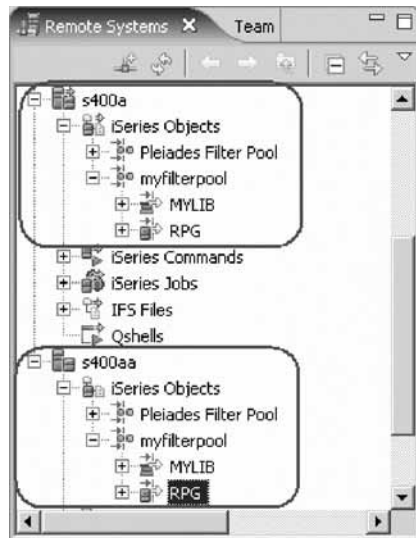 Remote Systems
Team
s400a
iSeries Objects
Pleiades Filter Pool
myfilterpool
MYLIB
RPG
iSeries Commands
iSeries Jobs
IFS Files
Qshells
s400aa
iSeries Objects
Pleiades Filter Pool
myfilterpool
MYLIB
RPG